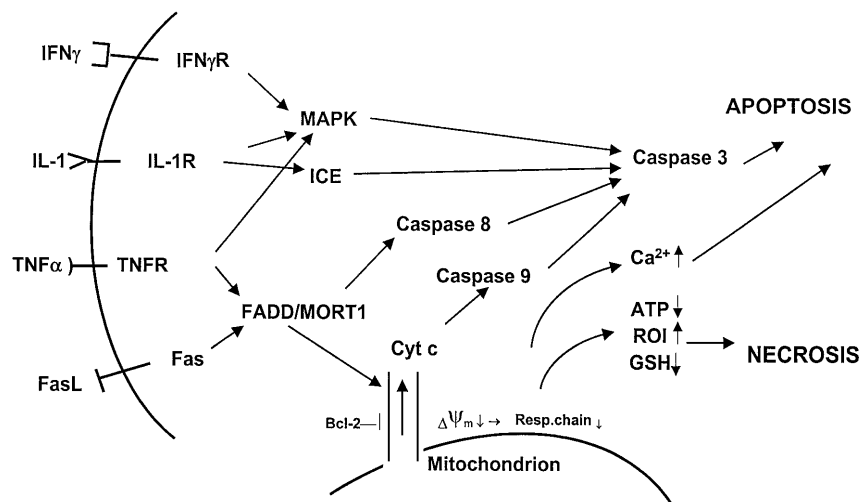 IFNγ
IFNγR
MAPK
APOPTOSIS
IL-1
IL-1R
ICE
Caspase 3
Caspase 8
TNFα
TNFR
Caspase 9
Ca²⁺
FADD/MORT1
ATP
ROI
GSH
NECROSIS
Cyt c
Fas
FasL
Bcl-2
ΔΨm↓→ Resp.chain↓
Mitochondrion